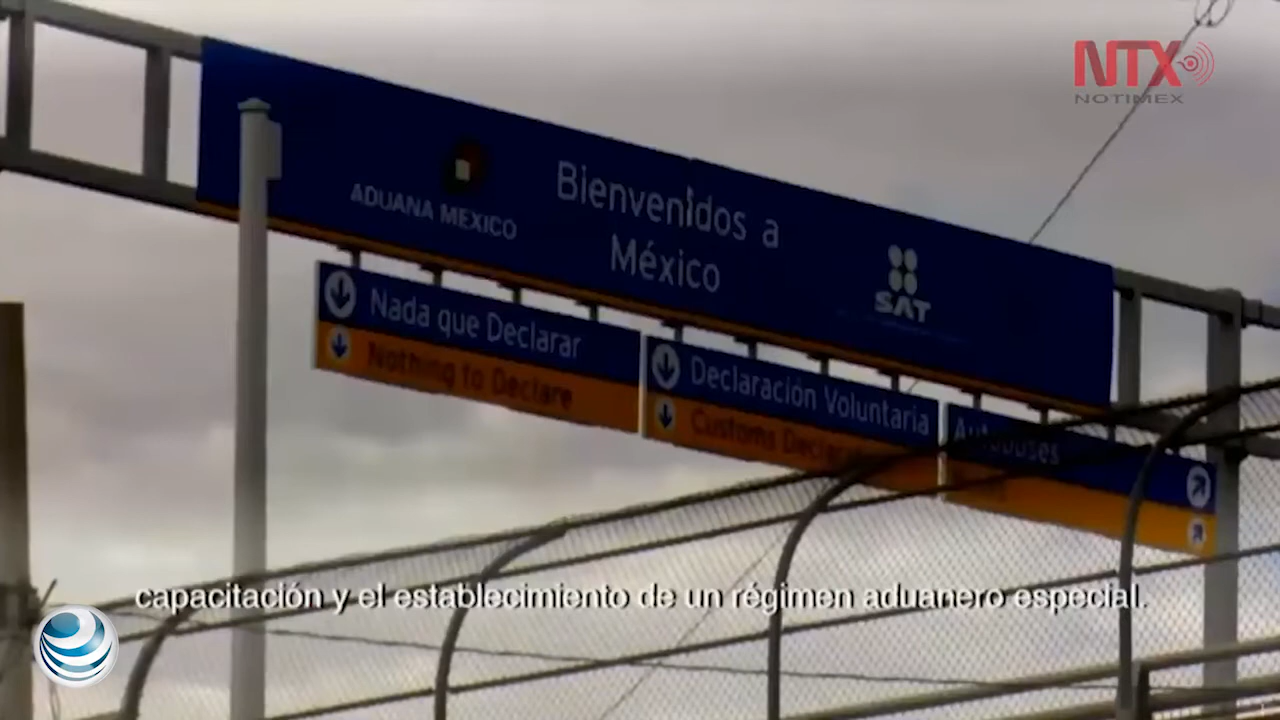 NTX
NOTIMEX
ADUANA MEXICO
Bienvenidos a
México
SAT
Nada que Declarar
Nothing to Declare
Declaración Voluntaria
Customs
Autobuses
capacitación y el establecimiento de un régimen aduanero especial.